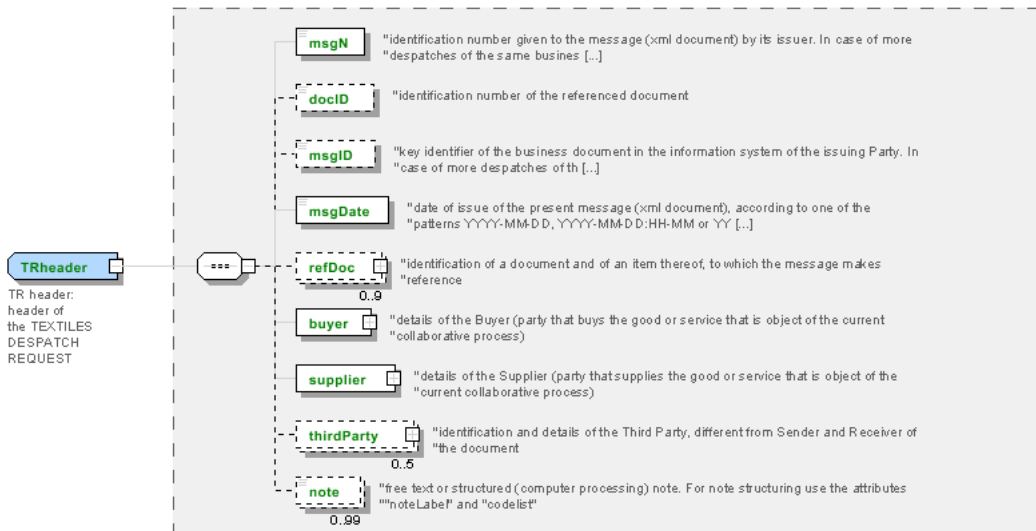 msgN
"identification number given to the message (xml document) by its issuer. In case of more
"despatches of the same busines [...]
docID
"identification number of the referenced document
msgID
"key identifier of the business document in the information system of the issuing Party. In
"case of more despatches of th [...]
msgDate
"date of issue of the present message (xml document), according to one of the
"patterns YYYY-MM-DD, YYYY-MM-DD:HH-MM or YY [...]
TRheader
TR header:
header of
the TEXTILES
DESPATCH
REQUEST
refDoc
0..9
"identification of a document and of an item thereof, to which the message makes
"reference
buyer
"details of the Buyer (party that buys the good or service that is object of the current
"collaborative process)
supplier
"details of the Supplier (party that supplies the good or service that is object of the
"current collaborative process)
thirdParty
0..5
"identification and details of the Third Party, different from Sender and Receiver of
"the document
note
0..99
"free text or structured (computer processing) note. For note structuring use the attributes
""noteLabel" and "codelist"